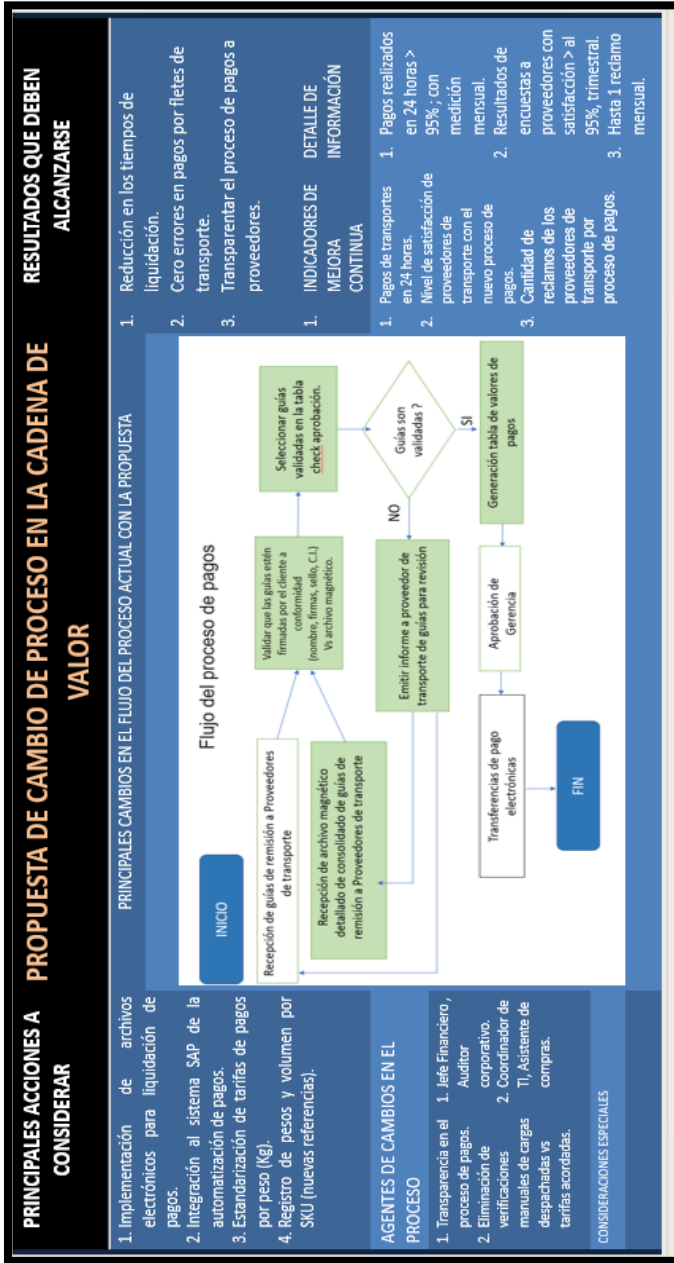 PRINCIPALES ACCIONES A
CONSIDERAR
PROPUESTA DE CAMBIO DE PROCESO EN LA CADENA DE
VALOR
RESULTADOS QUE DEBEN
ALCANZARSE
1. Implementación de archivos
electrónicos para liquidación de
pagos.
2. Integración al sistema SAP de la
automatización de pagos.
3. Estandarización de tarifas de pagos
por peso (Kg).
4. Registro de pesos y volumen por
SKU (nuevas referencias).
AGENTES DE CAMBIOS EN EL
PROCESO
1. Transparencia en el
proceso de pagos.
2. Eliminación de
verificaciones
manuales de cargas
despachadas vs
tarifas acordadas.
1. Jefe Financiero ,
Auditor
corporativo.
2. Coordinador de
TI, Asistente de
compras.
CONSIDERACIONES ESPECIALES
PRINCIPALES CAMBIOS EN EL FLUJO DEL PROCESO ACTUAL CON LA PROPUESTA
Flujo del proceso de pagos
INICIO
Recepción de guías de remisión a Proveedores
de transporte
Recepción de archivo magnético
detallado de consolidado de guías de
remisión a Proveedores de transporte
Validar que las guías estén
firmadas por el cliente a
conformidad
(nombre, firmas, sello, C.I.)
Vs archivo magnético.
Seleccionar guías
validadas en la tabla
check aprobación.
Guías son
validadas ?
NO
SI
Emitir informe a proveedor de
transporte de guías para revisión
Generación tabla de valores de
pagos
Aprobación de
Gerencia
Transferencias de pago
electrónicas
FIN
1. Reducción en los tiempos de
liquidación.
2. Cero errores en pagos por fletes de
transporte.
3. Transparentar el proceso de pagos a
proveedores.
1. INDICADORES DE
MEJORA
CONTINUA
DETALLE DE
INFORMACIÓN
1. Pagos de transportes
en 24 horas.
2. Nivel de satisfacción de
proveedores de
transporte con el
nuevo proceso de
pagos.
3. Cantidad de
reclamos de los
proveedores de
transporte por
proceso de pagos.
1. Pagos realizados
en 24 horas >
95% ; con
medición
mensual.
2. Resultados de
encuestas a
proveedores con
satisfacción > al
95%, trimestral.
3. Hasta 1 reclamo
mensual.